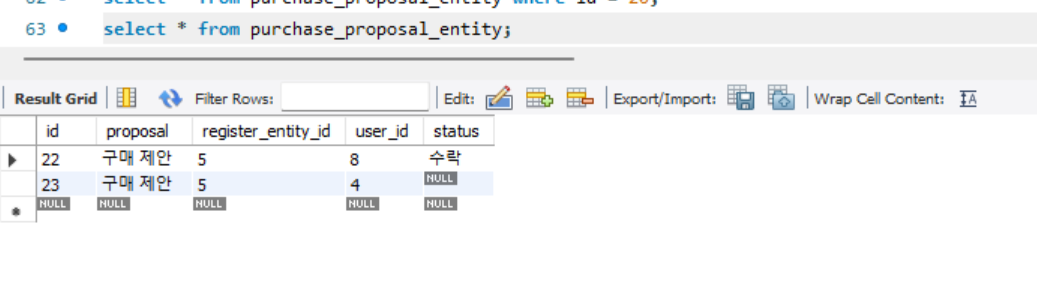 62 select * from purchase_proposal_entity where id = 20;
63 select * from purchase_proposal_entity;
Result Grid Filter Rows: Edit: Export/Import: Wrap Cell Content: IA
id proposal register_entity_id user_id status
22 구매 제안 5 8 수락
23 구매 제안 5 4 NULL
NULL NULL NULL NULL NULL